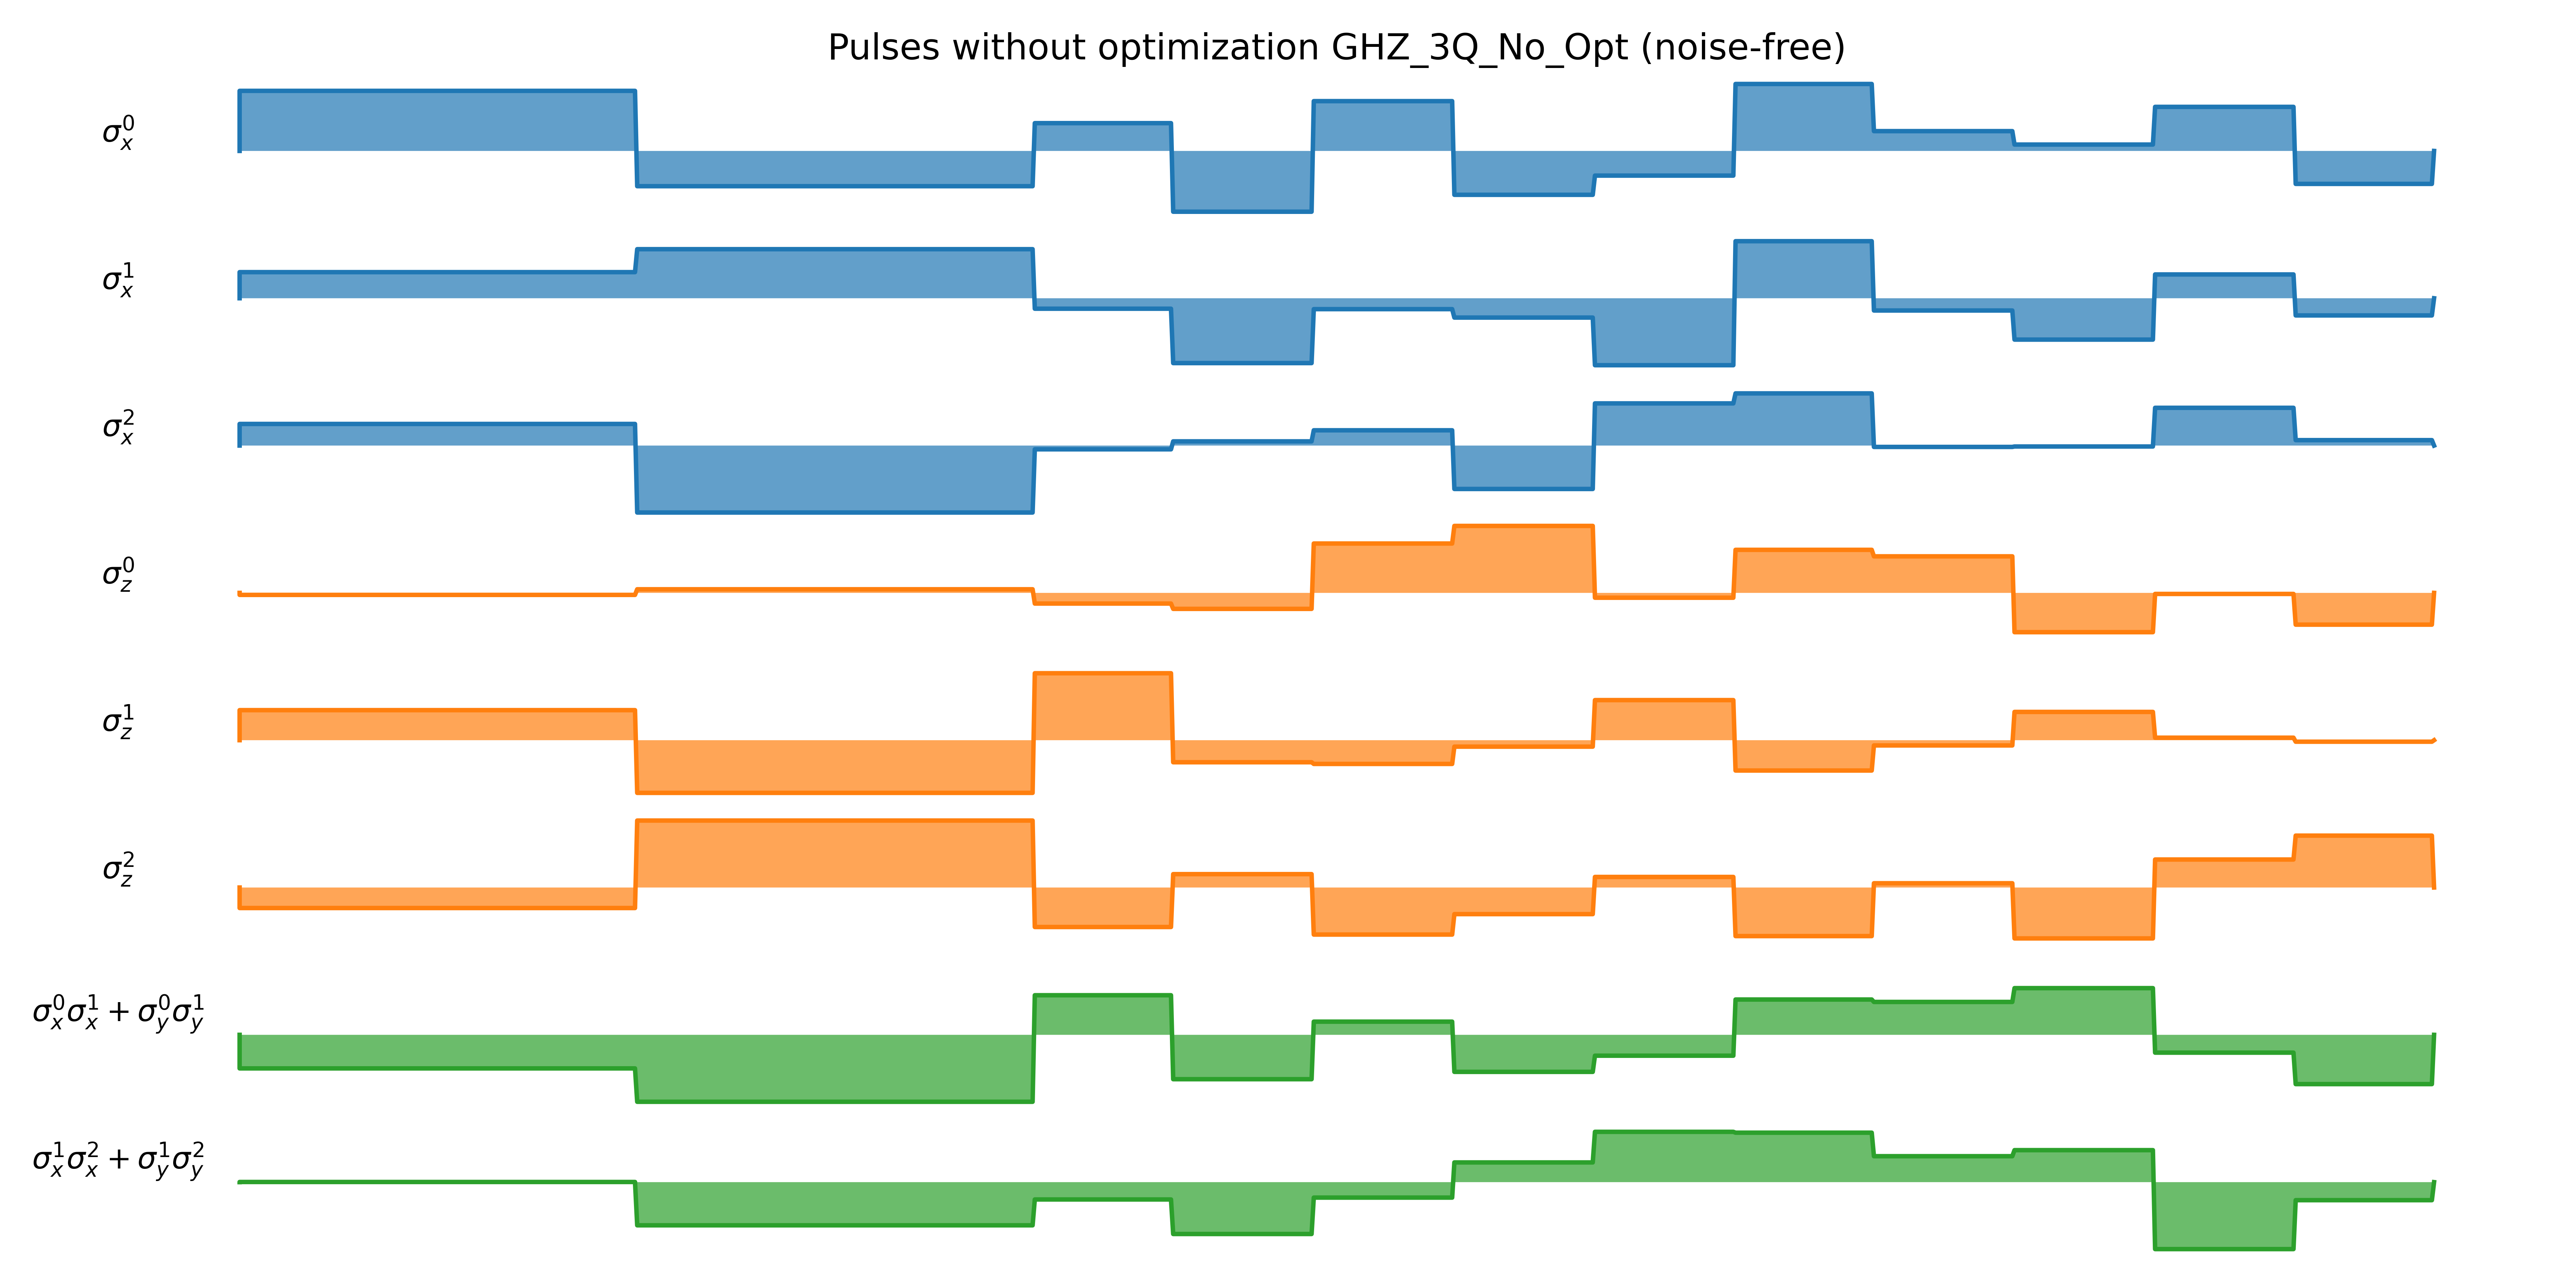 Pulses without optimization GHZ_3Q_No_Opt (noise-free)
σ_x^0
σ_x^1
σ_x^2
σ_z^0
σ_z^1
σ_z^2
σ_x^0σ_x^1 + σ_y^0σ_y^1
σ_x^1σ_x^2 + σ_y^1σ_y^2